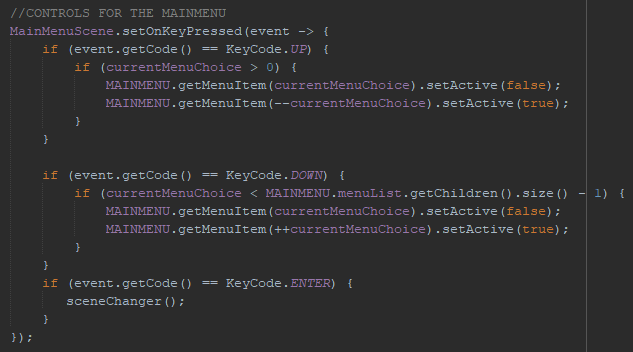 //CONTROLS FOR THE MAINMENU
MainMenuScene.setOnKeyPressed(event -> {
    if (event.getCode() == KeyCode.UP) {
        if (currentMenuChoice > 0) {
            MAINMENU.getMenuItem(currentMenuChoice).setActive(false);
            MAINMENU.getMenuItem(--currentMenuChoice).setActive(true);
        }
    }

    if (event.getCode() == KeyCode.DOWN) {
        if (currentMenuChoice < MAINMENU.menuList.getChildren().size() - 1) {
            MAINMENU.getMenuItem(currentMenuChoice).setActive(false);
            MAINMENU.getMenuItem(++currentMenuChoice).setActive(true);
        }
    }
    if (event.getCode() == KeyCode.ENTER) {
       sceneChanger();
    }
});